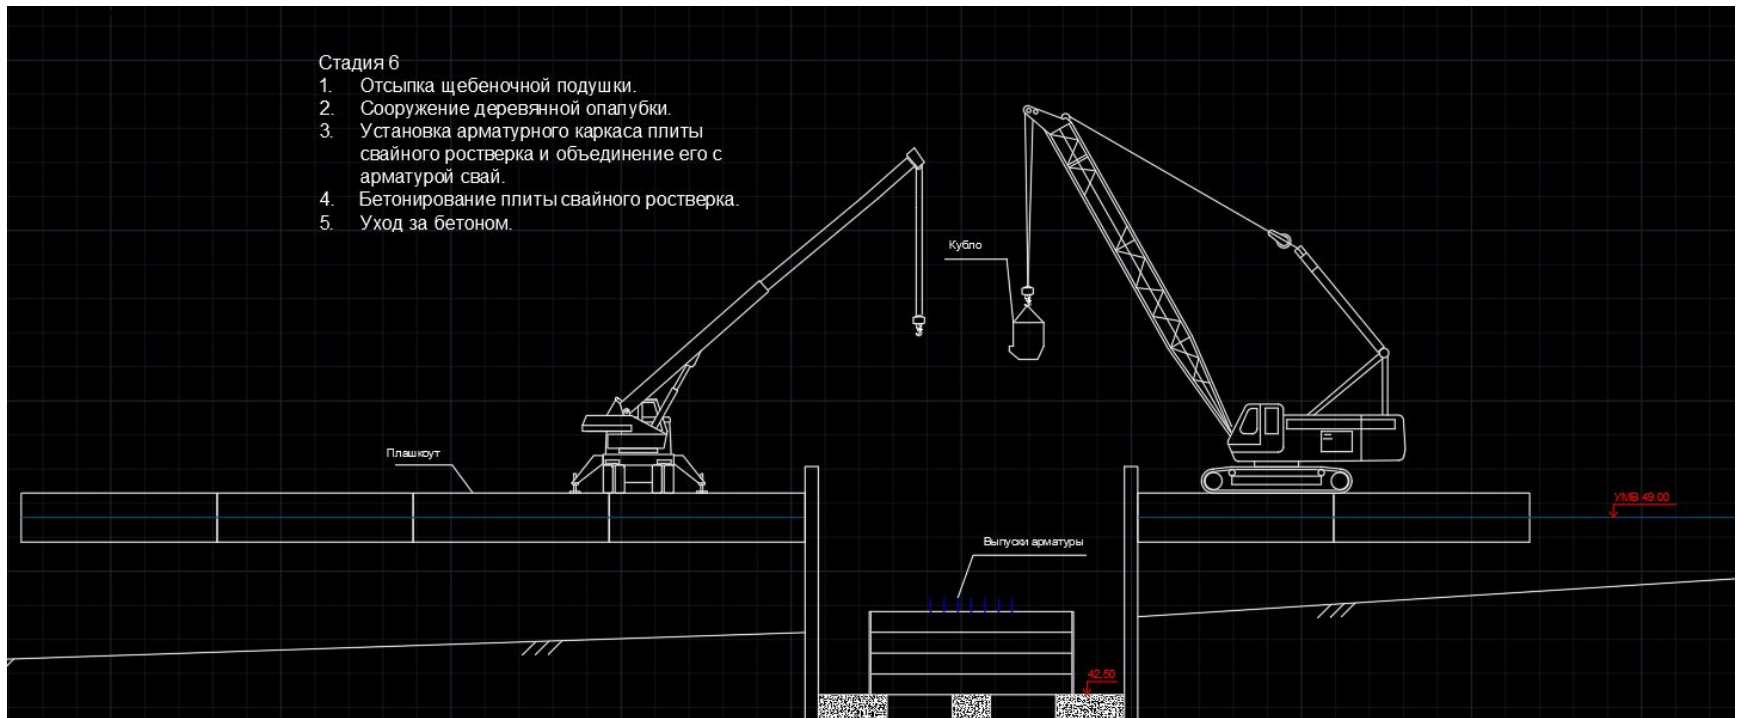 Стадия 6
1. Отсыпка щебеночной подушки.
2. Сооружение деревянной опалубки.
3. Установка арматурного каркаса плиты
свайного ростверка и объединение его с
арматурой свай.
4. Бетонирование плиты свайного ростверка.
5. Уход за бетоном.
Кубло
Плашкоут
УМВ 49.00
Выпуски арматуры
42,60